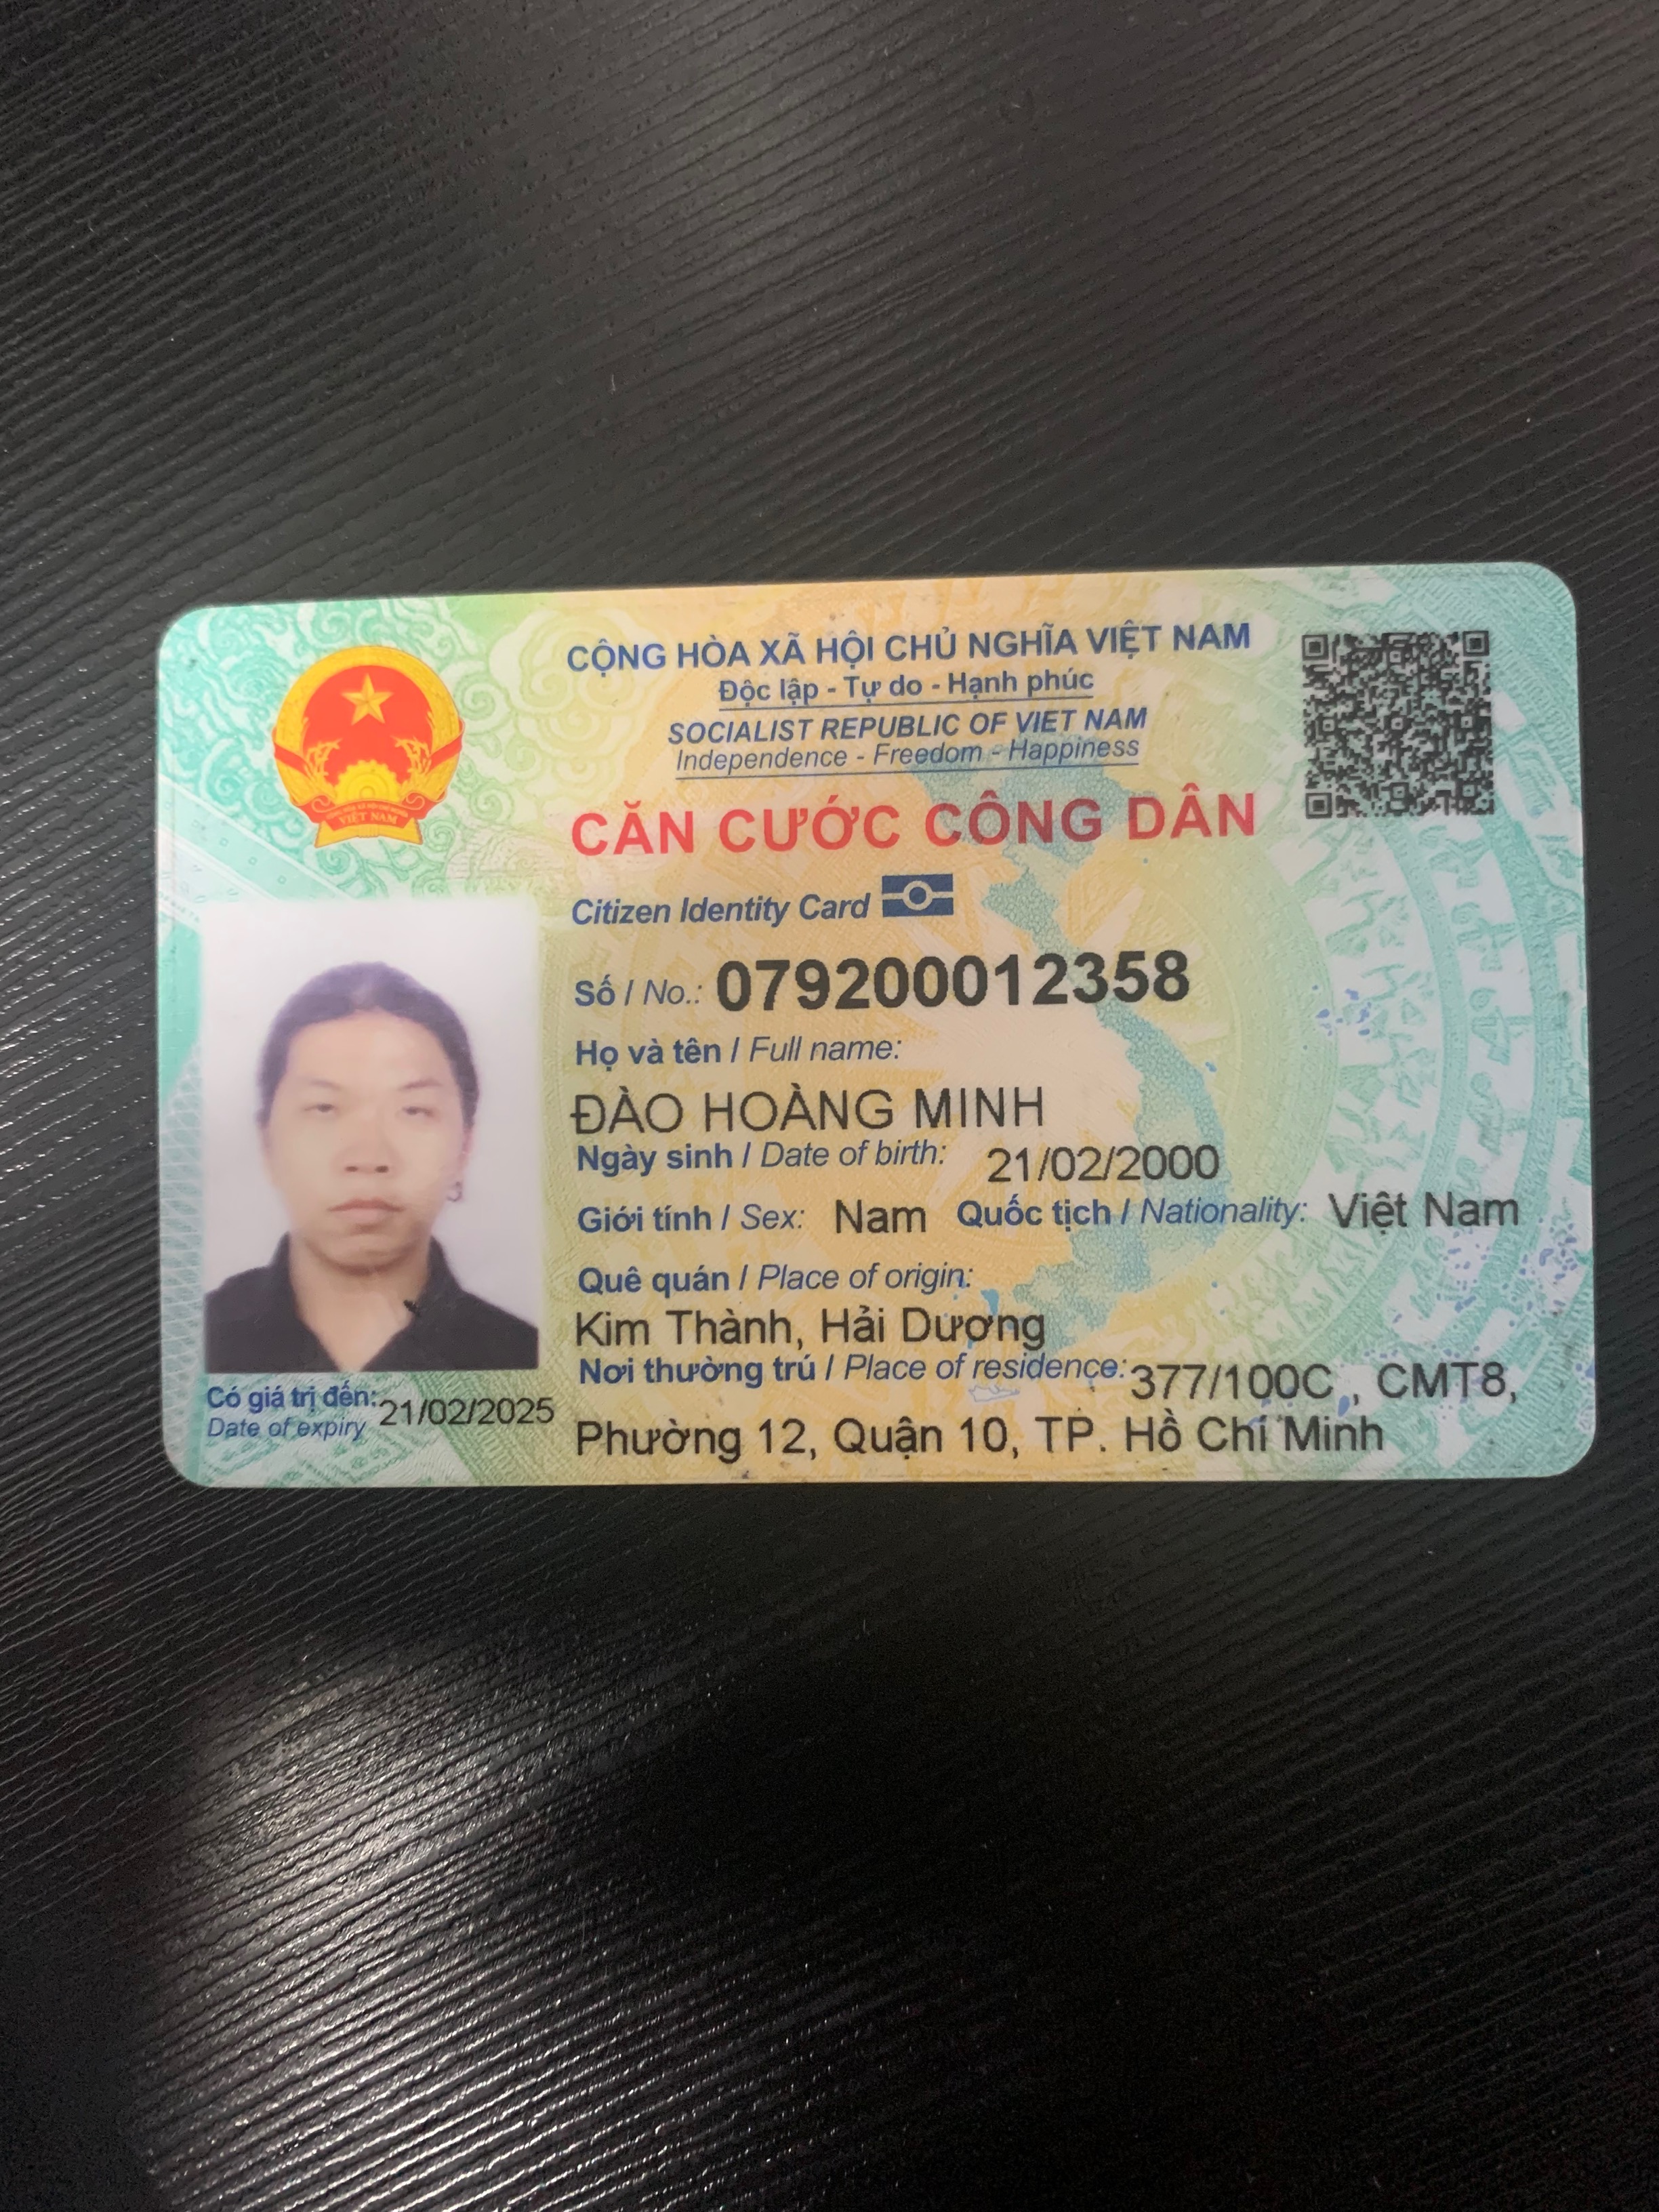 CỘNG HÒA XÃ HỘI CHỦ NGHĨA VIỆT NAM
Độc lập - Tự do - Hạnh phúc
SOCIALIST REPUBLIC OF VIET NAM
Independence - Freedom - Happiness
VIỆT NAM
CĂN CƯỚC CÔNG DÂN
Citizen Identity Card
Số / No.: 079200012358
Họ và tên / Full name:
ĐÀO HOÀNG MINH
Ngày sinh / Date of birth: 21/02/2000
Giới tính / Sex: Nam Quốc tịch / Nationality: Việt Nam
Quê quán / Place of origin:
Kim Thành, Hải Dương
Nơi thường trú / Place of residence: 377/100C , CMT8,
Phường 12, Quận 10, TP. Hồ Chí Minh
Có giá trị đến: 21/02/2025
Date of expiry